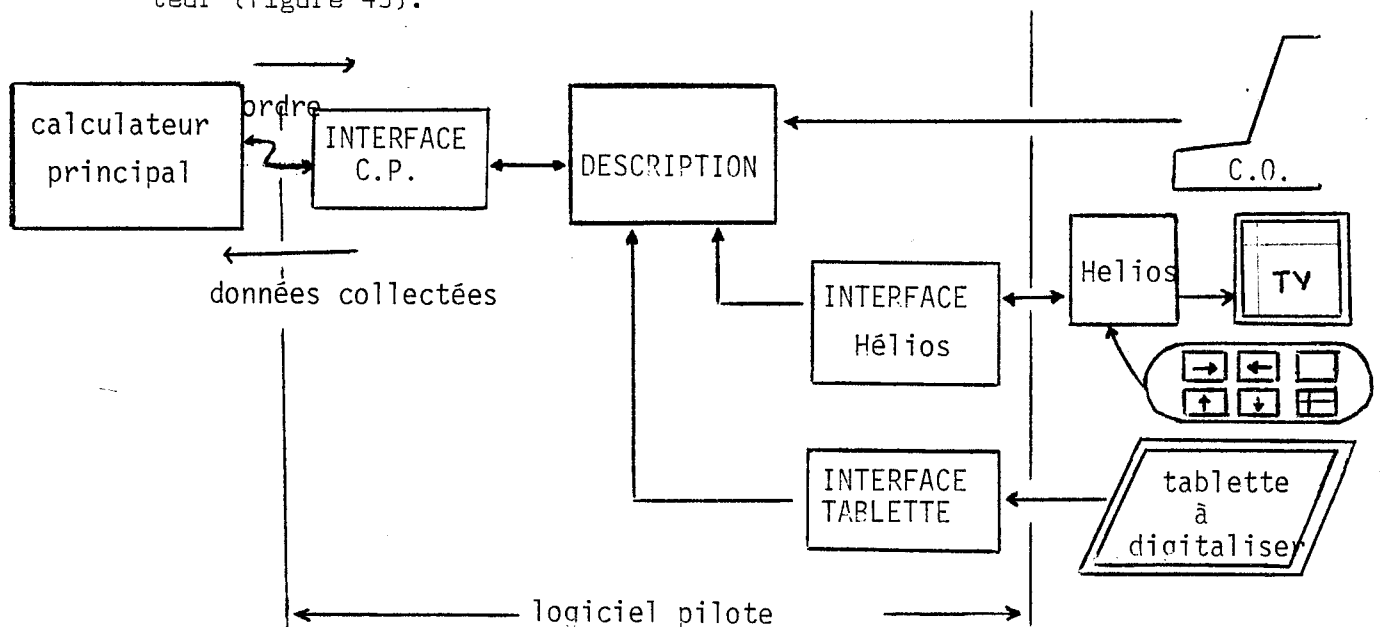 teur (figure 45).
ordre
calculateur
principal
INTERFACE
C.P.
DESCRIPTION
C.O.
données collectées
INTERFACE
Hélios
Helios
TV
INTERFACE
TABLETTE
tablette
à
digitaliser
logiciel pilote